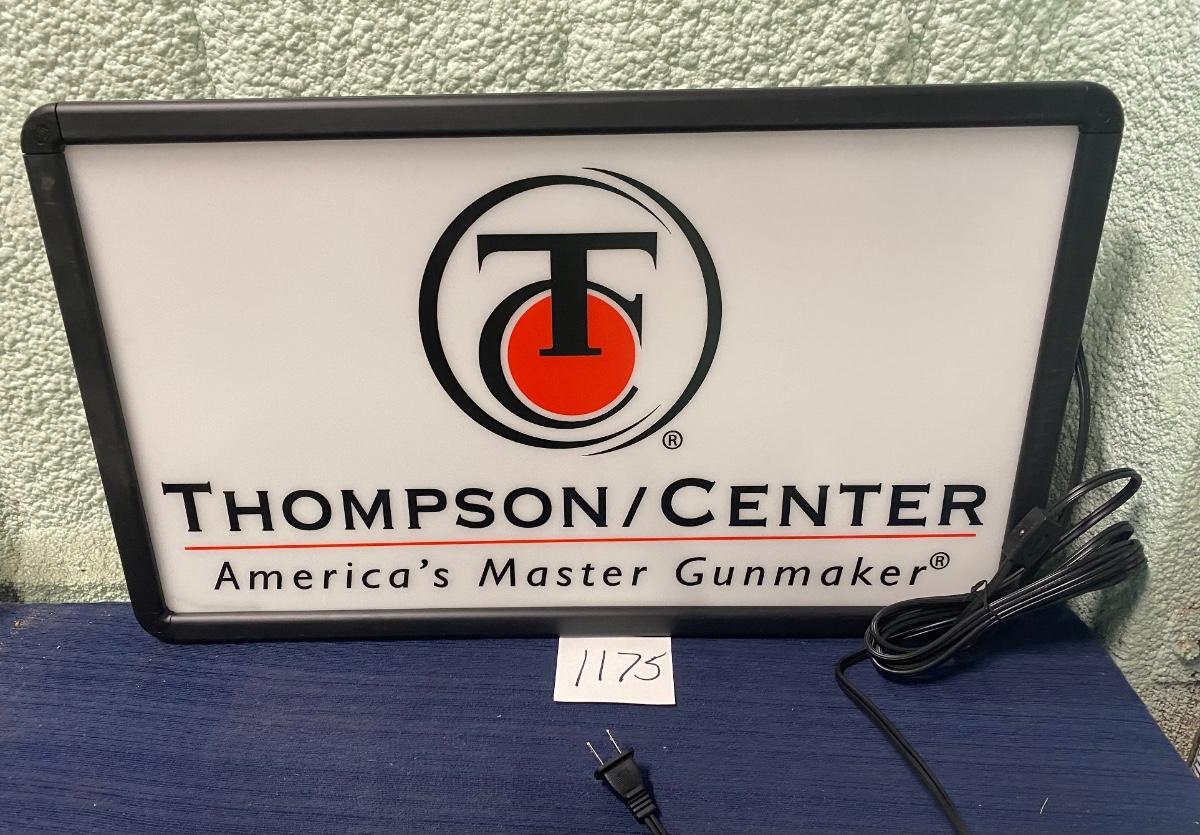 TC
®
THOMPSON/CENTER
America's Master Gunmaker®
1175